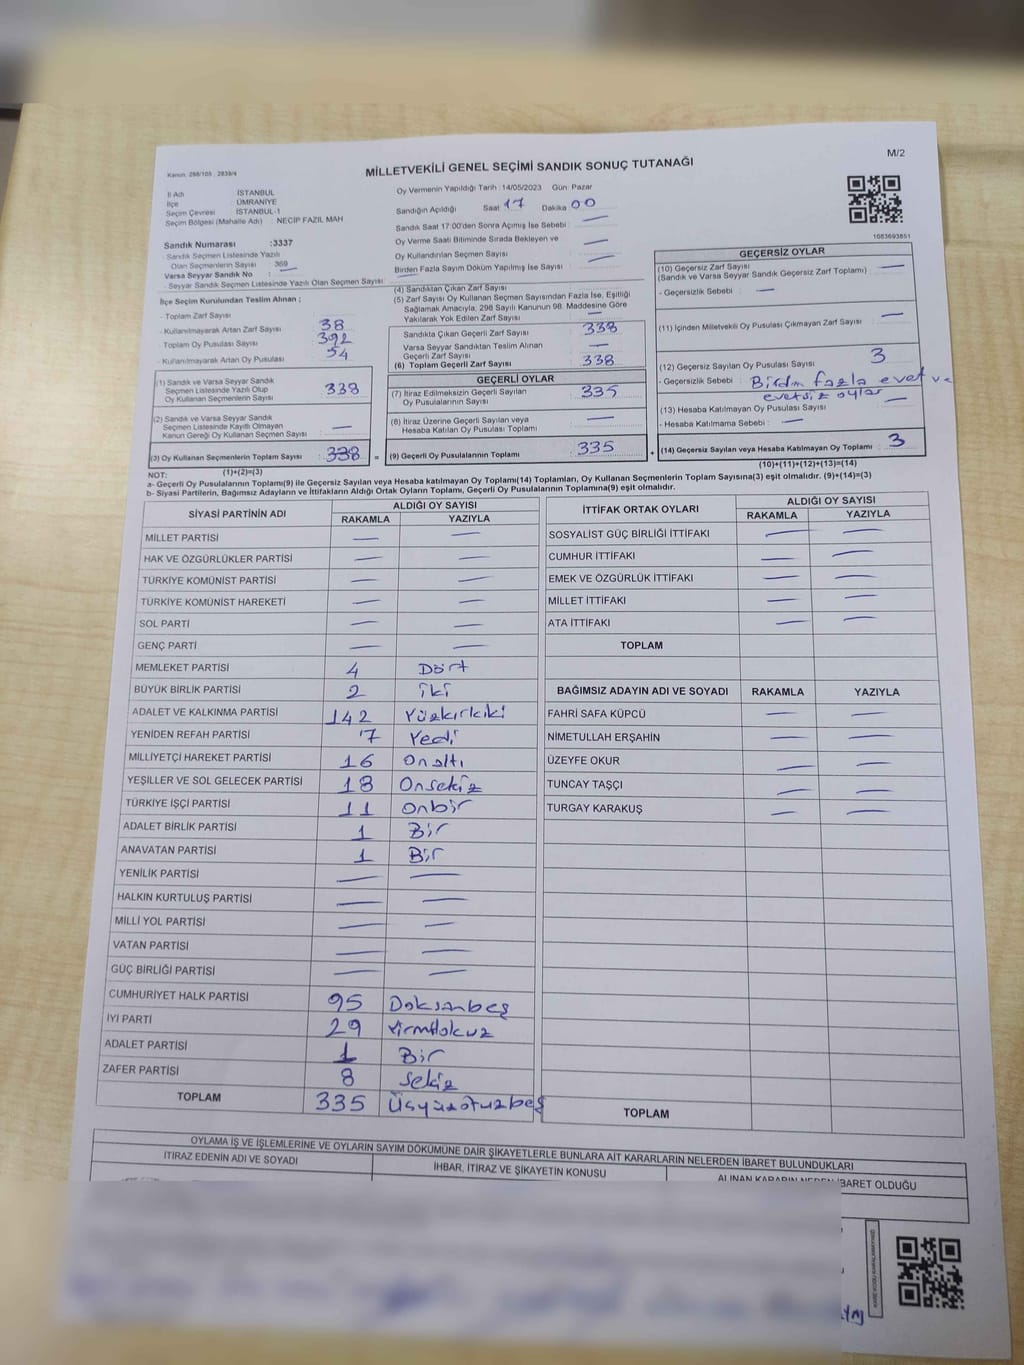 M/2
Kanun: 298/105 ; 2839/4
MİLLETVEKİLİ GENEL SEÇİMİ SANDIK SONUÇ TUTANAĞI
İl Adı : İSTANBUL
İlçe : ÜMRANİYE
Seçim Çevresi : İSTANBUL-1
Seçim Bölgesi (Mahalle Adı) : NECİP FAZIL MAH
Sandık Numarası :3337
- Sandık Seçmen Listesinde Yazılı
Olan Seçmenlerin Sayısı : 369
Varsa Seyyar Sandık No : —
- Seyyar Sandık Seçmen Listesinde Yazılı Olan Seçmen Sayısı:
Oy Vermenin Yapıldığı Tarih :14/05/2023 Gün: Pazar
Sandığın Açıldığı Saat 17 Dakika 00
Sandık Saat 17:00'den Sonra Açımış İse Sebebi : —
Oy Verme Saati Bitiminde Sırada Bekleyen ve
Oy Kullandırılan Seçmen Sayısı : —
Birden Fazla Sayım Döküm Yapılmış İse Sayısı : —
1083693851
İlçe Seçim Kurulundan Teslim Alınan ;
- Toplam Zarf Sayısı :
- Kullanılmayarak Artan Zarf Sayısı : 38
- Toplam Oy Pusulası : 392
- Kullanılmayarak Artan Oy Pusulası : 54
(1) Sandık ve Varsa Seyyar Sandık
Seçmen Listesinde Yazılı Olup
Oy Kullanan Seçmenlerin Sayısı : 338
(2) Sandık ve Varsa Seyyar Sandık
Seçmen Listesinde Kayıtlı Olmayan
Kanun Gereği Oy Kullanan Seçmen Sayısı : —
(3) Oy Kullanan Seçmenlerin Toplam Sayısı : 338 =
(4) Sandıktan Çıkan Zarf Sayısı :
(5) Zarf Sayısı Oy Kullanan Seçmen Sayısından Fazla İse, Eşitliği
Sağlamak Amacıyla, 298 Sayılı Kanunun 98. Maddesine Göre
Yakılarak Yok Edilen Zarf Sayısı : —
Sandıkta Çıkan Geçerli Zarf Sayısı : 338
Varsa Seyyar Sandıktan Teslim Alınan
Geçerli Zarf Sayısı : —
(6) Toplam Geçerli Zarf Sayısı : 338
GEÇERLİ OYLAR
(7) İtiraz Edilmeksizin Geçerli Sayılan
Oy Pusulalarının Sayısı : 335
(8) İtiraz Üzerine Geçerli Sayılan veya
Hesaba Katılan Oy Pusulası Toplamı : —
(9) Geçerli Oy Pusulalarının Toplamı : 335 +
GEÇERSİZ OYLAR
(10) Geçersiz Zarf Sayısı : —
(Sandık ve Varsa Seyyar Sandık Geçersiz Zarf Toplamı)
- Geçersizlik Sebebi : —
(11) İçinden Milletvekili Oy Pusulası Çıkmayan Zarf Sayısı : —
(12) Geçersiz Sayılan Oy Pusulası Sayısı : 3
- Geçersizlik Sebebi : Birden fazla evet ve
evetsiz oylar
(13) Hesaba Katılmayan Oy Pusulası Sayısı : —
- Hesaba Katılmama Sebebi : —
(14) Geçersiz Sayılan veya Hesaba Katılmayan Oy Toplamı : 3
(10)+(11)+(12)+(13)=(14)
NOT: (1)+(2)=(3)
a- Geçerli Oy Pusulalarının Toplamı(9) ile Geçersiz Sayılan veya Hesaba Katılmayan Oy Toplamı(14) Toplamları, Oy Kullanan Seçmenlerin Toplam Sayısına(3) eşit olmalıdır. (9)+(14)=(3)
b- Siyasi Partilerin, Bağımsız Adayların ve İttifakların Aldığı Ortak Oyların Toplamı, Geçerli Oy Pusulalarının Toplamına(9) eşit olmalıdır.
SİYASİ PARTİNİN ADI ALDIĞI OY SAYISI
RAKAMLA YAZIYLA
MİLLET PARTİSİ — —
HAK VE ÖZGÜRLÜKLER PARTİSİ — —
TÜRKİYE KOMÜNİST PARTİSİ — —
TÜRKİYE KOMÜNİST HAREKETİ — —
SOL PARTİ — —
GENÇ PARTİ — —
MEMLEKET PARTİSİ 4 Dört
BÜYÜK BİRLİK PARTİSİ 2 iki
ADALET VE KALKINMA PARTİSİ 142 Yüzkırkiki
YENİDEN REFAH PARTİSİ 7 Yedi
MİLLİYETÇİ HAREKET PARTİSİ 16 Onaltı
YEŞİLLER VE SOL GELECEK PARTİSİ 18 Onsekiz
TÜRKİYE İŞÇİ PARTİSİ 11 Onbir
ADALET BİRLİK PARTİSİ 1 Bir
ANAVATAN PARTİSİ 1 Bir
YENİLİK PARTİSİ — —
HALKIN KURTULUŞ PARTİSİ — —
MİLLİ YOL PARTİSİ — —
VATAN PARTİSİ — —
GÜÇ BİRLİĞİ PARTİSİ — —
CUMHURİYET HALK PARTİSİ 95 Doksanbeş
İYİ PARTİ 29 Yirmidokuz
ADALET PARTİSİ 1 Bir
ZAFER PARTİSİ 8 Sekiz
TOPLAM 335 Üçyüzotuzbeş
İTTİFAK ORTAK OYLARI ALDIĞI OY SAYISI
RAKAMLA YAZIYLA
SOSYALİST GÜÇ BİRLİĞİ İTTİFAKI — —
CUMHUR İTTİFAKI — —
EMEK VE ÖZGÜRLÜK İTTİFAKI — —
MİLLET İTTİFAKI — —
ATA İTTİFAKI — —
TOPLAM
BAĞIMSIZ ADAYIN ADI VE SOYADI RAKAMLA YAZIYLA
FAHRİ SAFA KÜPCÜ — —
NİMETULLAH ERŞAHİN — —
ÜZEYFE OKUR — —
TUNCAY TAŞÇI — —
TURGAY KARAKUŞ — —
TOPLAM
OYLAMA İŞ VE İŞLEMLERİNE VE OYLARIN SAYIM DÖKÜMÜNE DAİR ŞİKAYETLERLE BUNLARA AİT KARARLARIN NELERDEN İBARET BULUNDUKLARI
İTİRAZ EDENİN ADI VE SOYADI
İHBAR, İTİRAZ VE ŞİKAYETİN KONUSU
ALINAN KARARIN NEDEN İBARET OLDUĞU